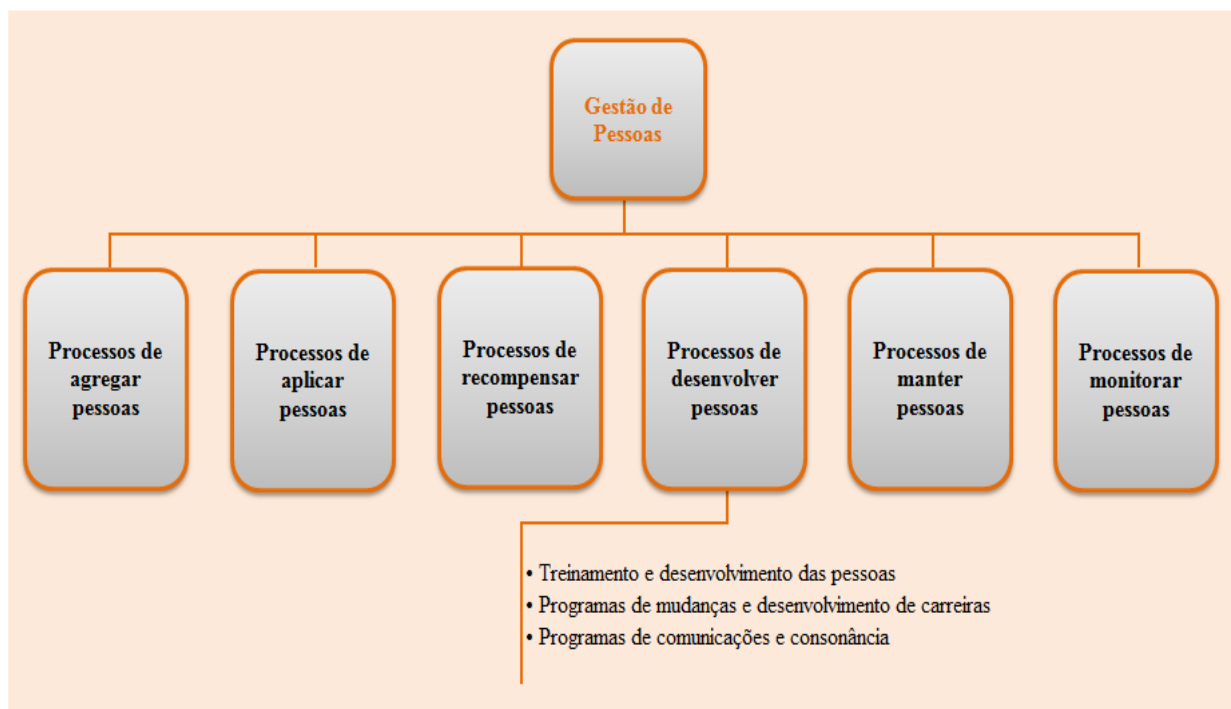 Gestão de
Pessoas
Processos de
agregar
pessoas
Processos de
aplicar
pessoas
Processos de
recompensar
pessoas
Processos de
desenvolver
pessoas
Processos de
manter
pessoas
Processos de
monitorar
pessoas
• Treinamento e desenvolvimento das pessoas
• Programas de mudanças e desenvolvimento de carreiras
• Programas de comunicações e consonância